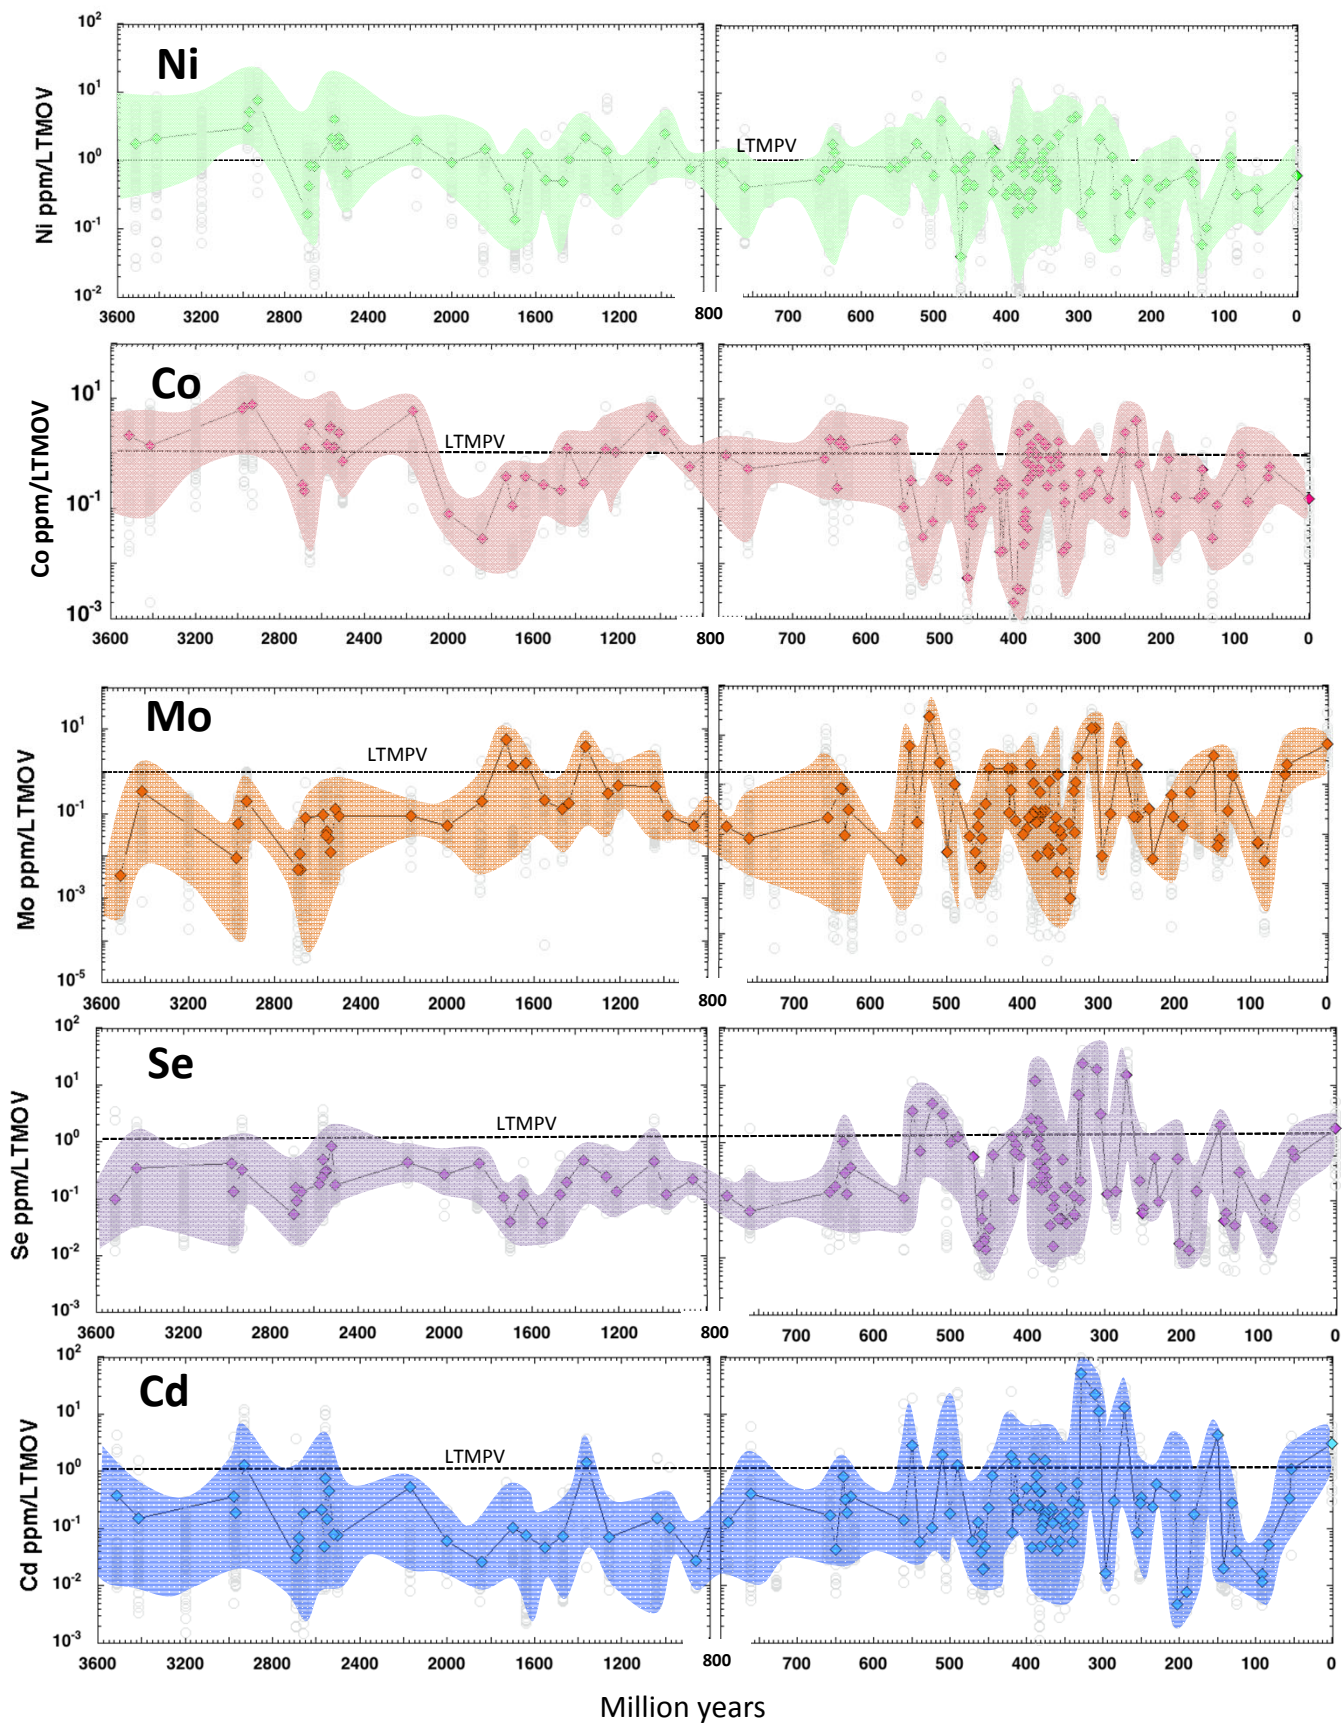 Ni
Ni ppm/LTMOV
10²
10¹
10⁰
10⁻¹
10⁻²
LTMPV
3600 3200 2800 2400 2000 1600 1200 800 700 600 500 400 300 200 100 0
Co
Co ppm/LTMOV
10¹
10⁻¹
10⁻³
LTMPV
3600 3200 2800 2400 2000 1600 1200 800 700 600 500 400 300 200 100 0
Mo
Mo ppm/LTMOV
10¹
10⁻¹
10⁻³
10⁻⁵
LTMPV
3600 3200 2800 2400 2000 1600 1200 800 700 600 500 400 300 200 100 0
Se
Se ppm/LTMOV
10²
10¹
10⁰
10⁻¹
10⁻²
10⁻³
LTMPV
3600 3200 2800 2400 2000 1600 1200 800 700 600 500 400 300 200 100 0
Cd
Cd ppm/LTMOV
10²
10¹
10⁰
10⁻¹
10⁻²
10⁻³
LTMPV
3600 3200 2800 2400 2000 1600 1200 800 700 600 500 400 300 200 100 0
Million years